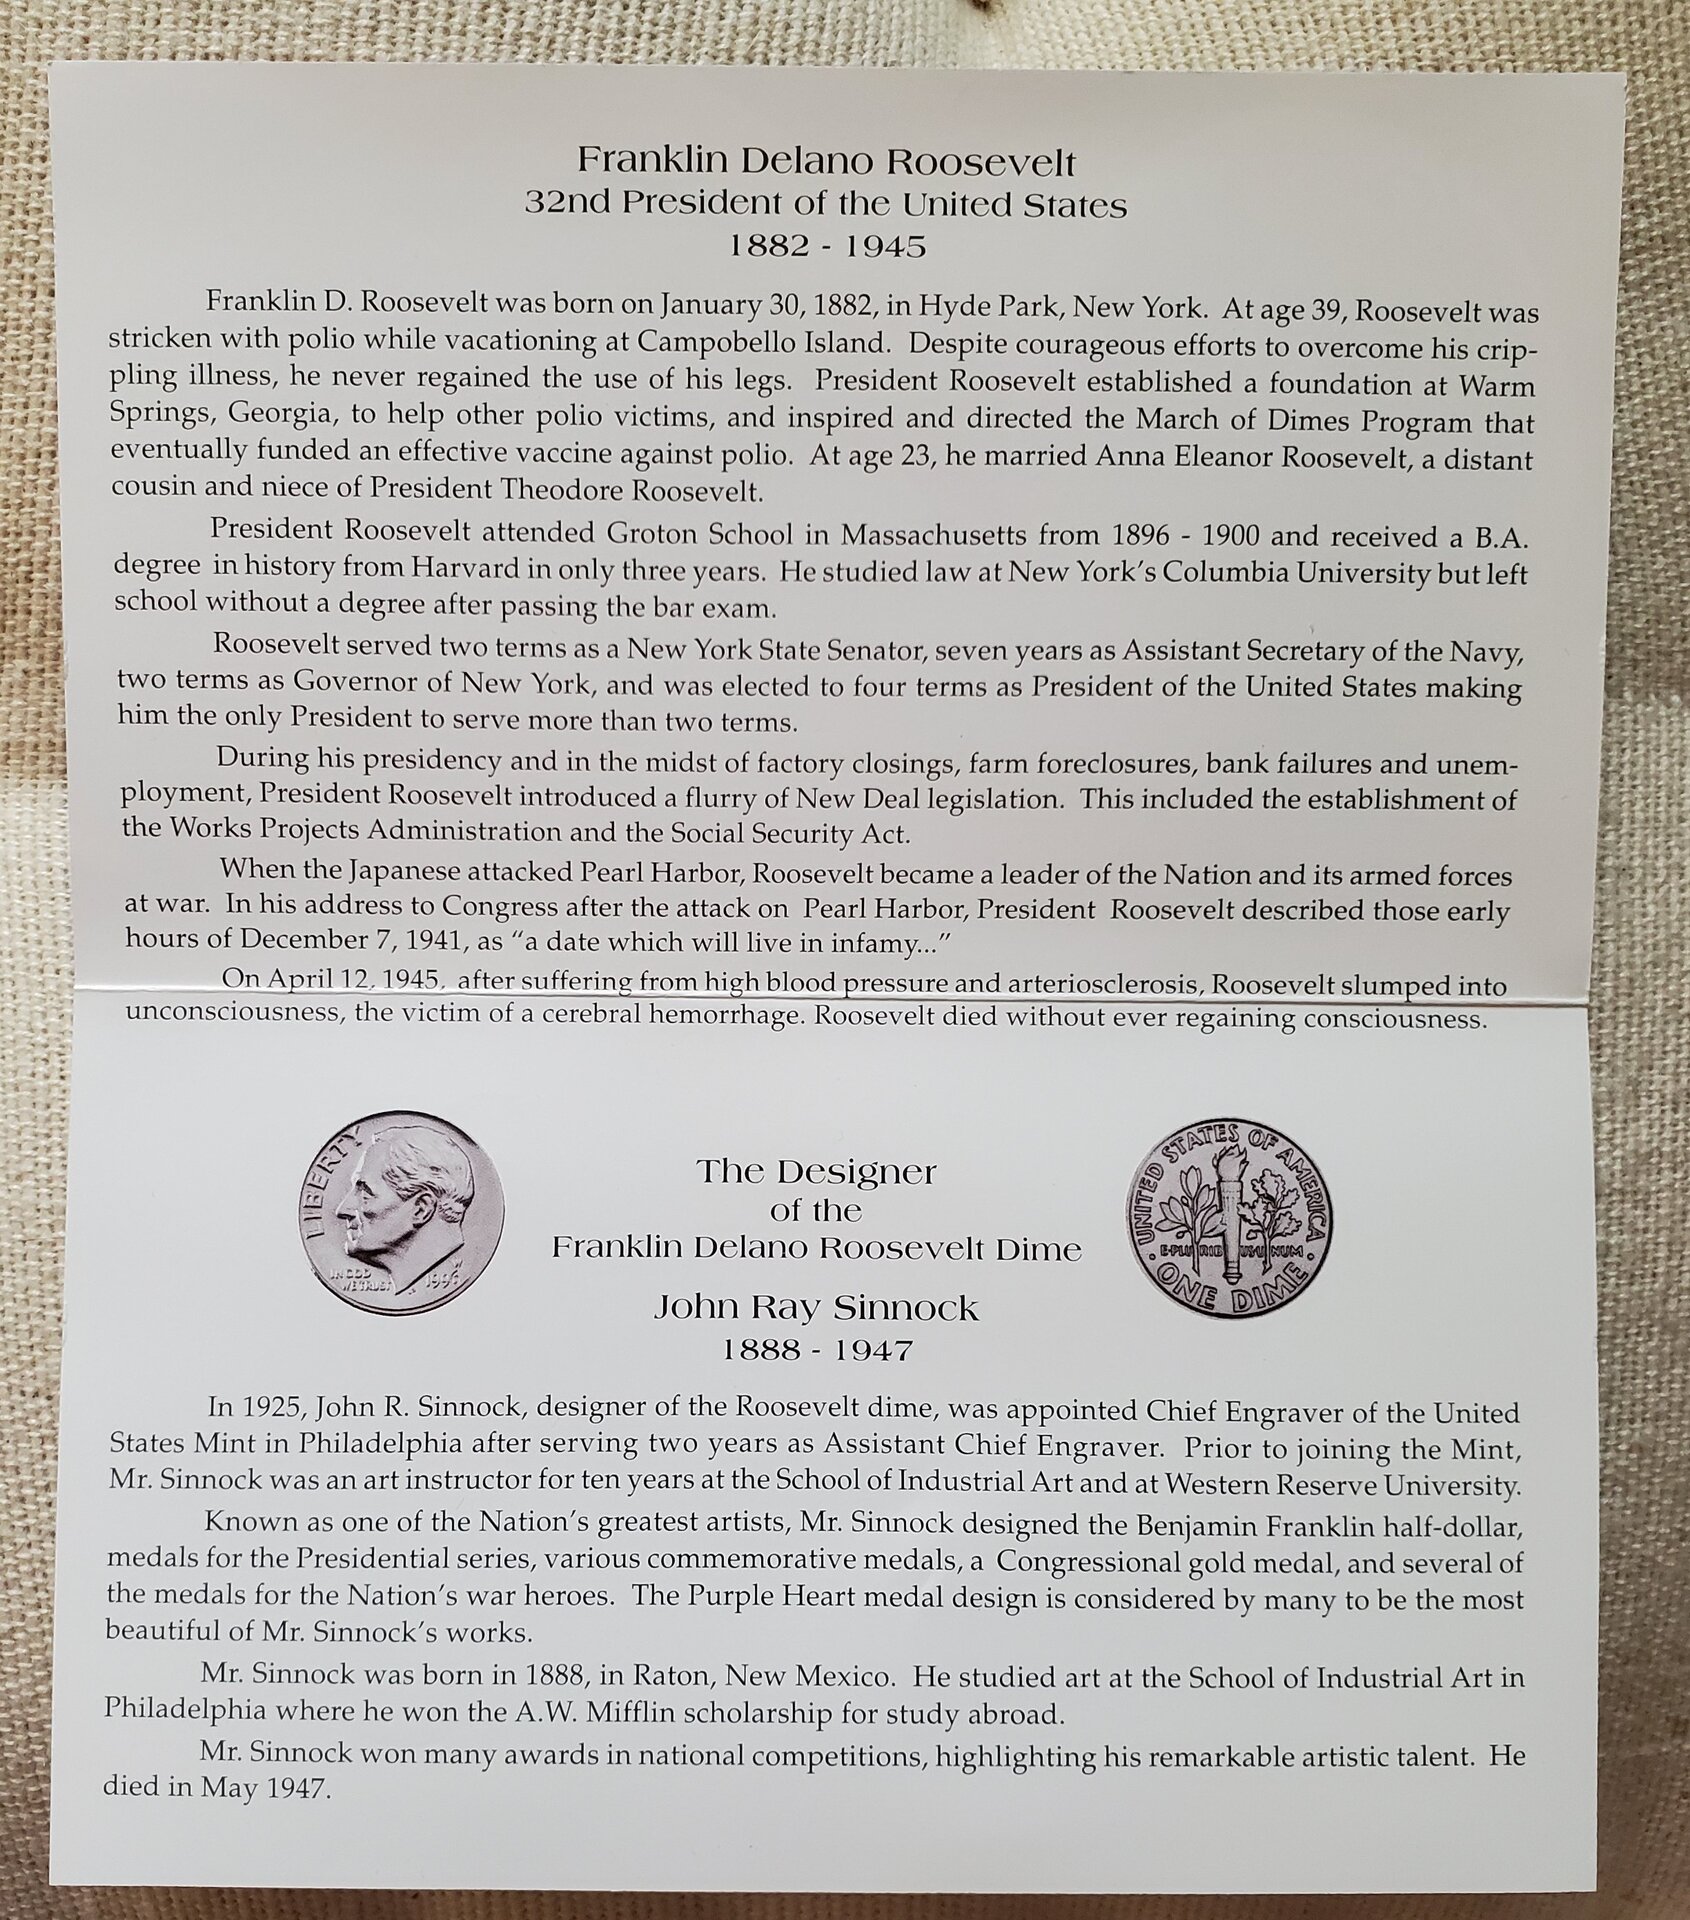 Franklin Delano Roosevelt
32nd President of the United States
1882 - 1945
Franklin D. Roosevelt was born on January 30, 1882, in Hyde Park, New York. At age 39, Roosevelt was
stricken with polio while vacationing at Campobello Island. Despite courageous efforts to overcome his crip-
pling illness, he never regained the use of his legs. President Roosevelt established a foundation at Warm
Springs, Georgia, to help other polio victims, and inspired and directed the March of Dimes Program that
eventually funded an effective vaccine against polio. At age 23, he married Anna Eleanor Roosevelt, a distant
cousin and niece of President Theodore Roosevelt.
President Roosevelt attended Groton School in Massachusetts from 1896 - 1900 and received a B.A.
degree in history from Harvard in only three years. He studied law at New York's Columbia University but left
school without a degree after passing the bar exam.
Roosevelt served two terms as a New York State Senator, seven years as Assistant Secretary of the Navy,
two terms as Governor of New York, and was elected to four terms as President of the United States making
him the only President to serve more than two terms.
During his presidency and in the midst of factory closings, farm foreclosures, bank failures and unem-
ployment, President Roosevelt introduced a flurry of New Deal legislation. This included the establishment of
the Works Projects Administration and the Social Security Act.
When the Japanese attacked Pearl Harbor, Roosevelt became a leader of the Nation and its armed forces
at war. In his address to Congress after the attack on Pearl Harbor, President Roosevelt described those early
hours of December 7, 1941, as "a date which will live in infamy..."
On April 12, 1945, after suffering from high blood pressure and arteriosclerosis, Roosevelt slumped into
unconsciousness, the victim of a cerebral hemorrhage. Roosevelt died without ever regaining consciousness.
LIBERTY
IN GOD
WE TRUST
1996
W
The Designer
of the
Franklin Delano Roosevelt Dime
John Ray Sinnock
1888 - 1947
UNITED STATES OF AMERICA
E PLURIBUS UNUM
ONE DIME
In 1925, John R. Sinnock, designer of the Roosevelt dime, was appointed Chief Engraver of the United
States Mint in Philadelphia after serving two years as Assistant Chief Engraver. Prior to joining the Mint,
Mr. Sinnock was an art instructor for ten years at the School of Industrial Art and at Western Reserve University.
Known as one of the Nation's greatest artists, Mr. Sinnock designed the Benjamin Franklin half-dollar,
medals for the Presidential series, various commemorative medals, a Congressional gold medal, and several of
the medals for the Nation's war heroes. The Purple Heart medal design is considered by many to be the most
beautiful of Mr. Sinnock's works.
Mr. Sinnock was born in 1888, in Raton, New Mexico. He studied art at the School of Industrial Art in
Philadelphia where he won the A.W. Mifflin scholarship for study abroad.
Mr. Sinnock won many awards in national competitions, highlighting his remarkable artistic talent. He
died in May 1947.